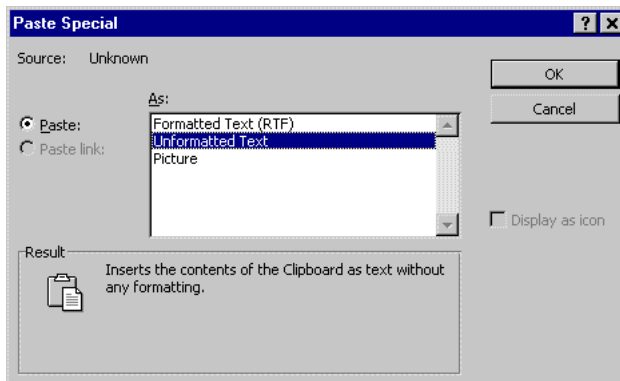 Paste Special
Source: Unknown
As:
Paste:
Paste link:
Formatted Text (RTF)
Unformatted Text
Picture
OK
Cancel
Display as icon
Result
Inserts the contents of the Clipboard as text without
any formatting.